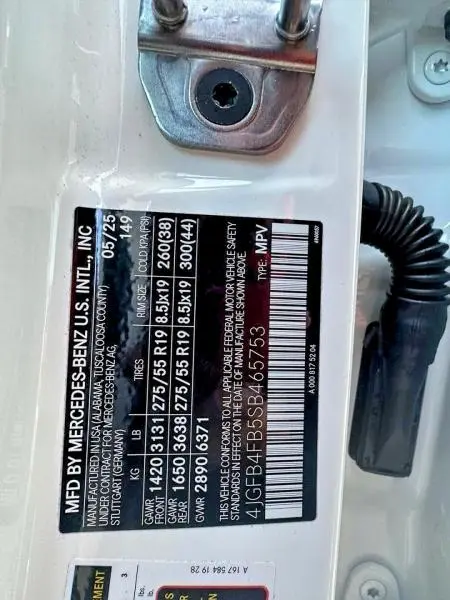 MFD BY MERCEDES-BENZ U.S. INTL., INC
MANUFACTURED IN USA (ALABAMA, TUSCALOOSA COUNTY)
UNDER CONTRACT FOR MERCEDES-BENZ AG,
STUTTGART (GERMANY)
05/25
149
KG LB TIRES RIM SIZE COLD KPA(PSI)
GAWR FRONT 1420 3131 275/55 R19 8.5Jx19 260(38)
GAWR REAR 1650 3638 275/55 R19 8.5Jx19 300(44)
GVWR 2890 6371
THIS VEHICLE CONFORMS TO ALL APPLICABLE FEDERAL MOTOR VEHICLE SAFETY
STANDARDS IN EFFECT ON THE DATE OF MANUFACTURE SHOWN ABOVE.
TYPE: MPV
4JGFB4FB5SB465753
A 000 817 52 04
A 167 584 19 28